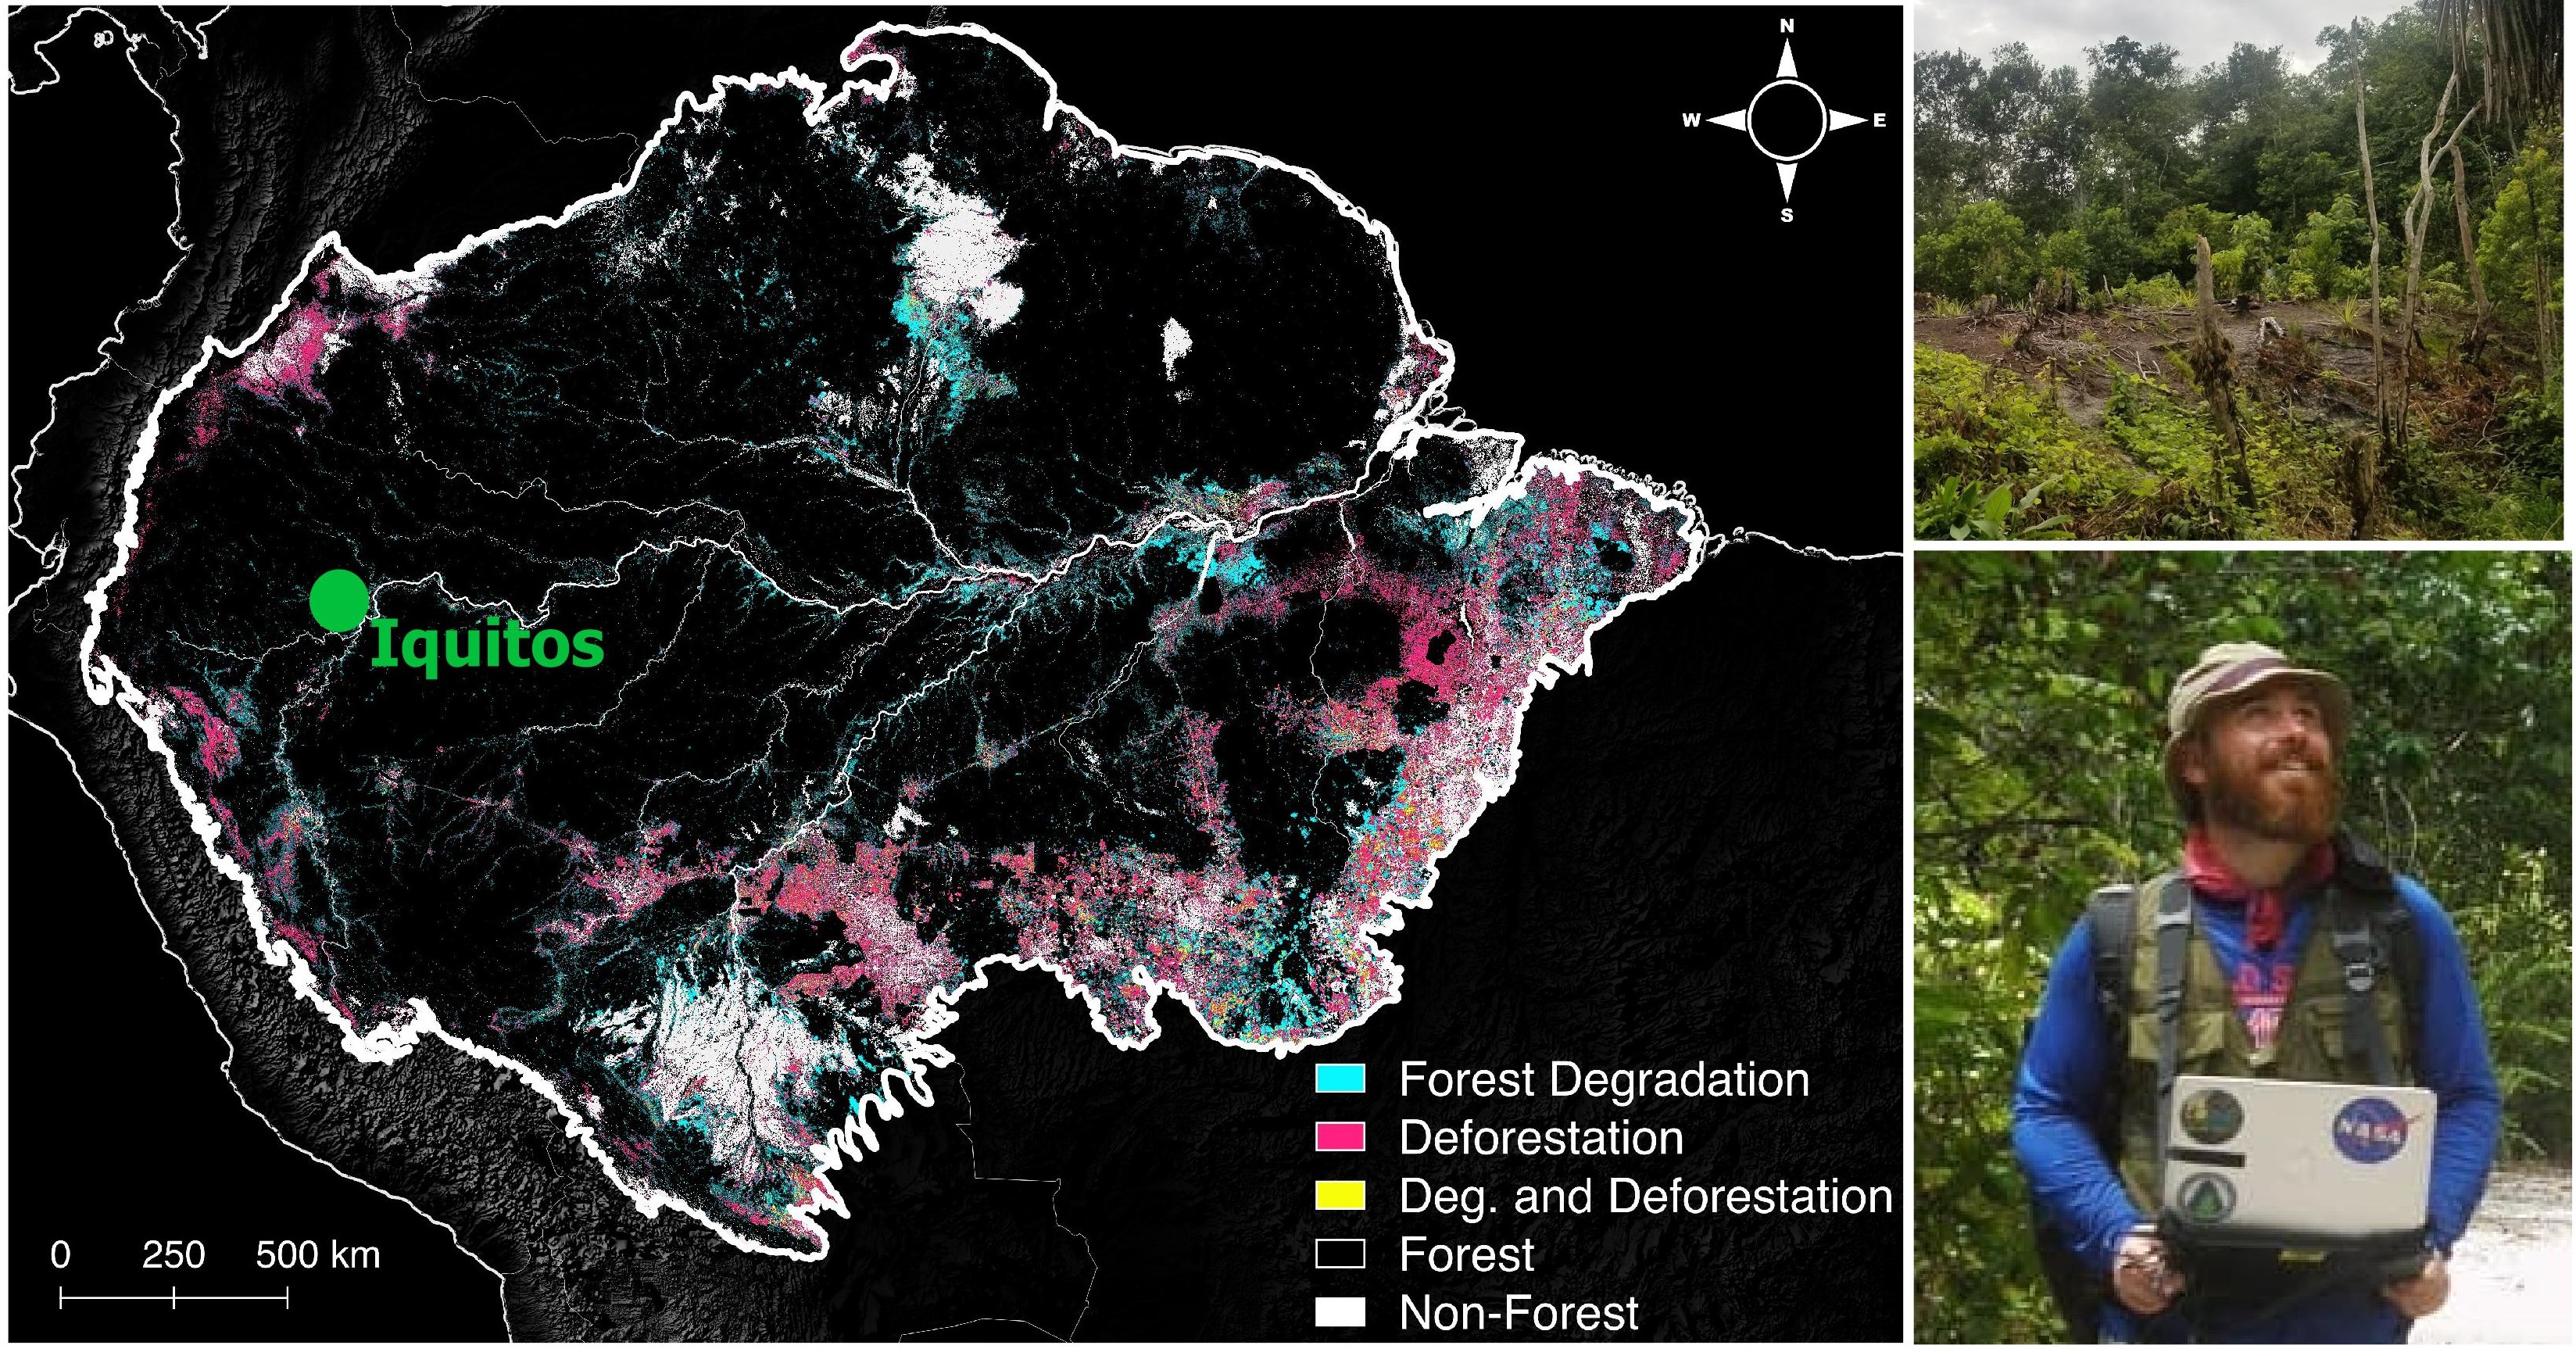 N
W
E
S
Iquitos
Forest Degradation
Deforestation
Deg. and Deforestation
Forest
Non-Forest
0 250 500 km
NASA